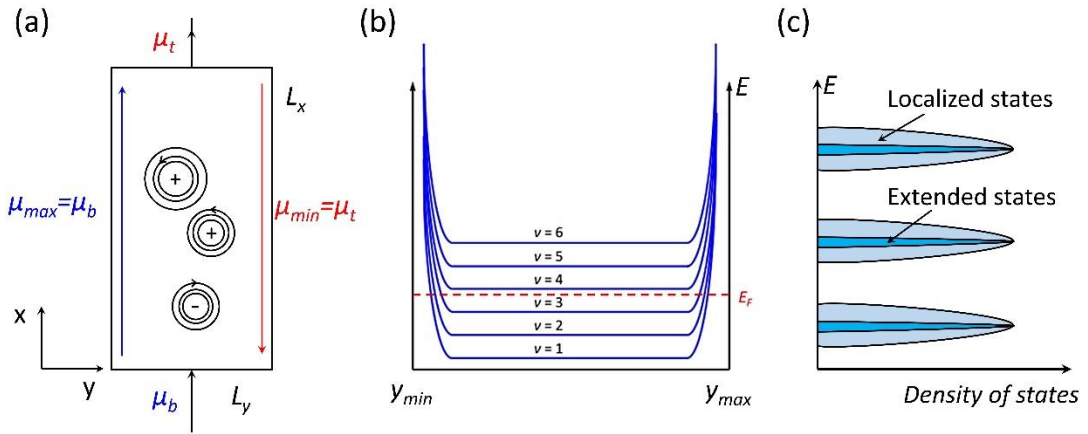 (a)
μt
Lx
+
μmax=μb
μmin=μt
+
-
x
y
μb
Ly
(b)
E
ν = 6
ν = 5
ν = 4
EF
ν = 3
ν = 2
ν = 1
ymin
ymax
(c)
E
Localized states
Extended states
Density of states